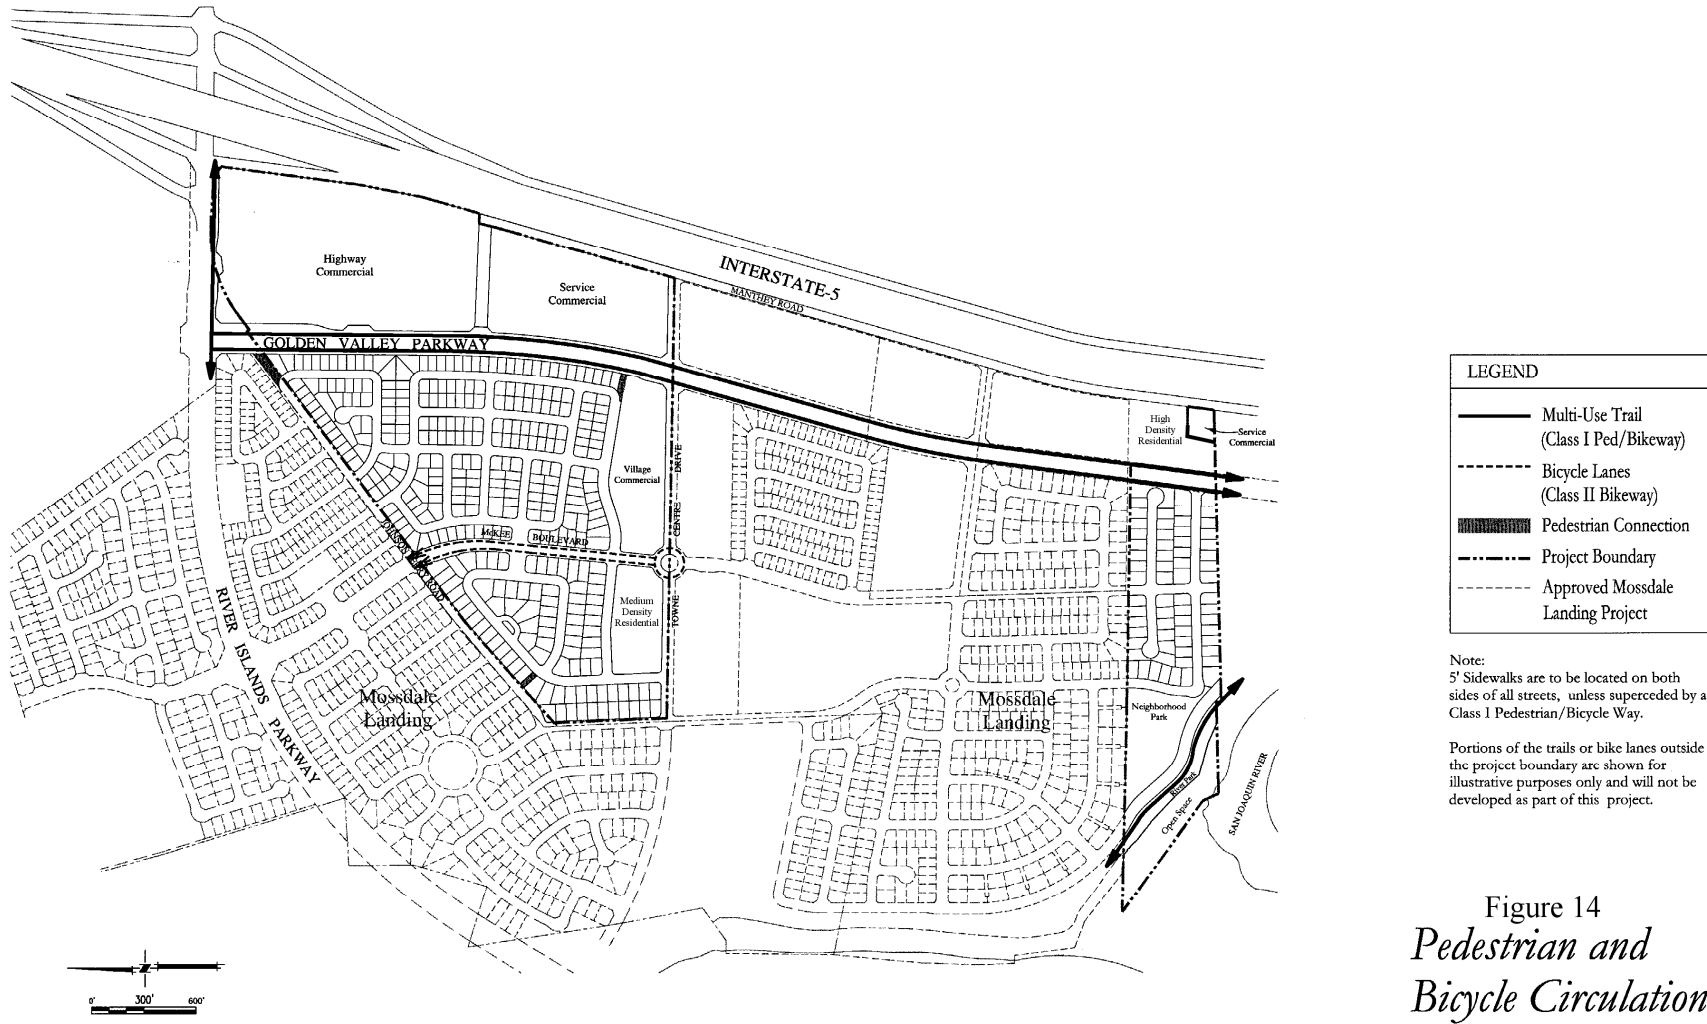 Highway
Commercial
Service
Commercial
INTERSTATE-5
MANTHEY ROAD
GOLDEN VALLEY PARKWAY
High
Density
Residential
Service
Commercial
Village
Commercial
TOWNE CENTRE DRIVE
McKEE BOULEVARD
Medium
Density
Residential
RIVER ISLANDS PARKWAY
Mossdale
Landing
Mossdale
Landing
Neighborhood
Park
River Park
Open Space
SAN JOAQUIN RIVER
LEGEND
Multi-Use Trail
(Class I Ped/Bikeway)
Bicycle Lanes
(Class II Bikeway)
Pedestrian Connection
Project Boundary
Approved Mossdale
Landing Project
Note:
5' Sidewalks are to be located on both
sides of all streets, unless superceded by a
Class I Pedestrian/Bicycle Way.
Portions of the trails or bike lanes outside
the project boundary are shown for
illustrative purposes only and will not be
developed as part of this project.
Figure 14
Pedestrian and
Bicycle Circulation
Z
0' 300' 600'